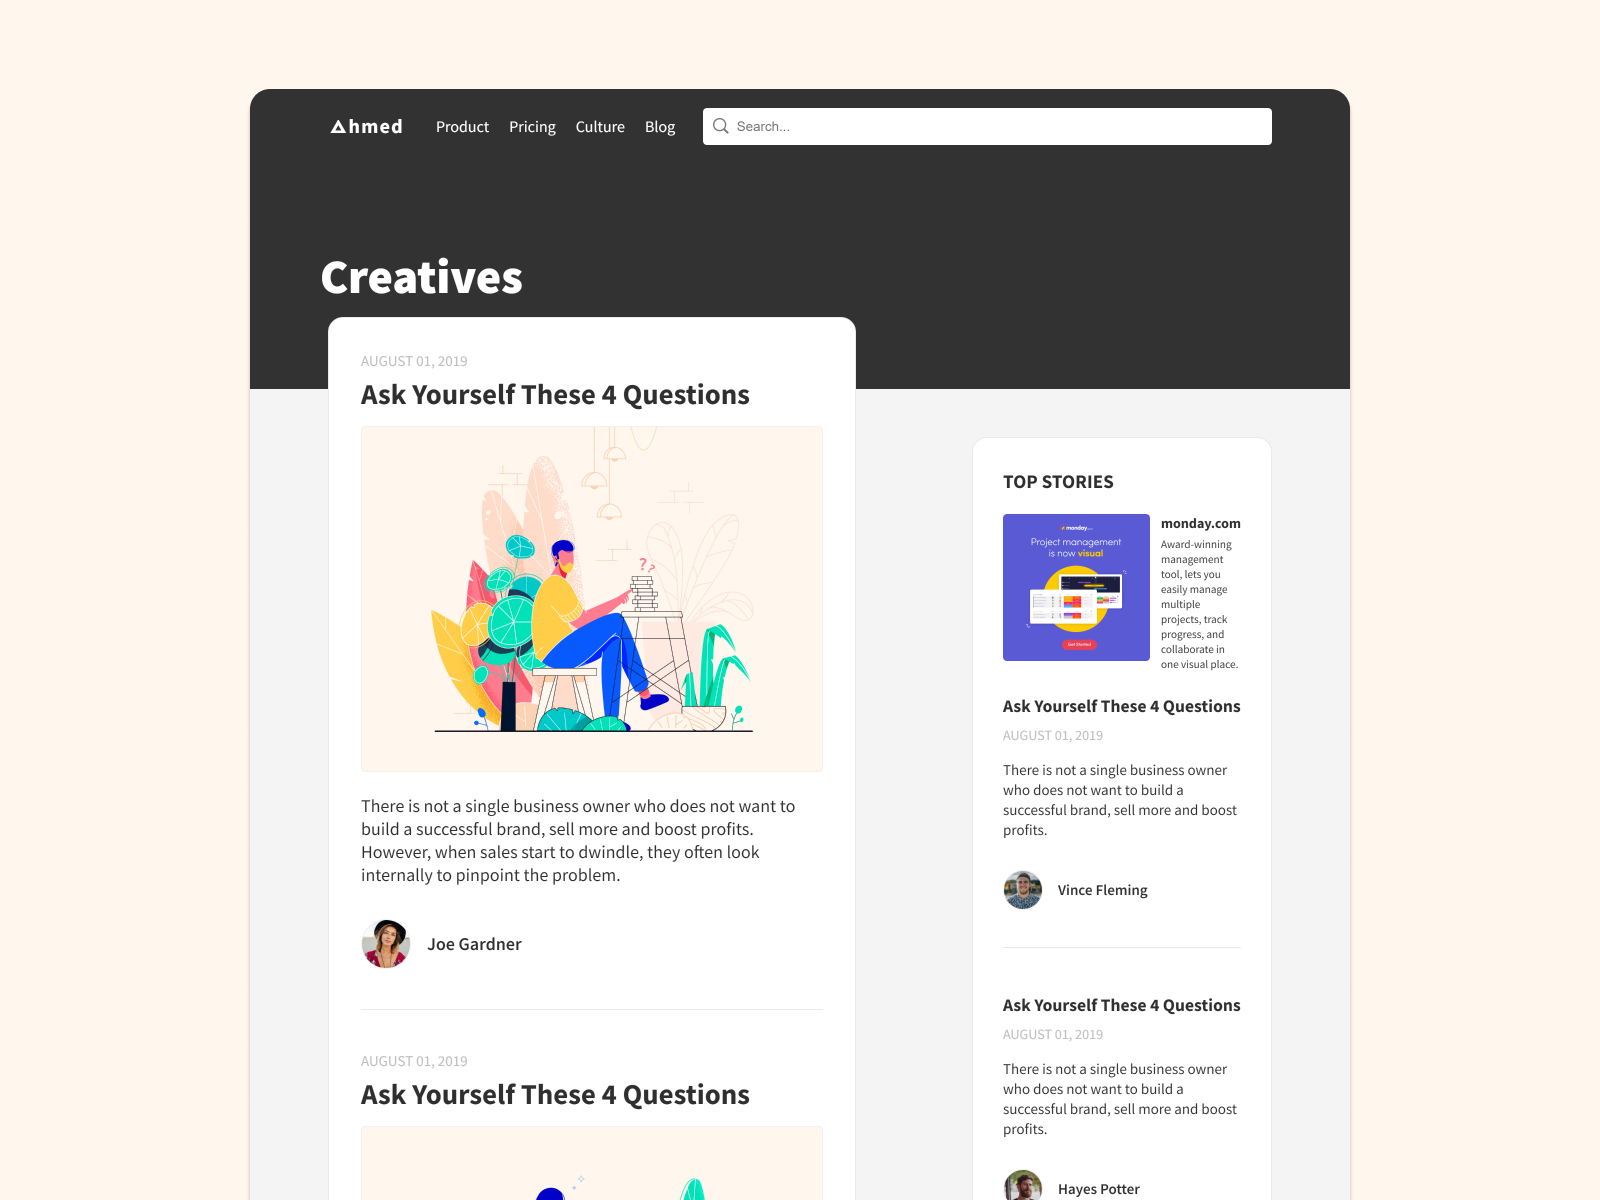 Ahmed Product Pricing Culture Blog Search...
Creatives
AUGUST 01, 2019
Ask Yourself These 4 Questions
??
There is not a single business owner who does not want to
build a successful brand, sell more and boost profits.
However, when sales start to dwindle, they often look
internally to pinpoint the problem.
Joe Gardner
AUGUST 01, 2019
Ask Yourself These 4 Questions
TOP STORIES
monday.com
Project management
is now visual
Get Started
monday.com
Award-winning
management
tool, lets you
easily manage
multiple
projects, track
progress, and
collaborate in
one visual place.
Ask Yourself These 4 Questions
AUGUST 01, 2019
There is not a single business owner
who does not want to build a
successful brand, sell more and boost
profits.
Vince Fleming
Ask Yourself These 4 Questions
AUGUST 01, 2019
There is not a single business owner
who does not want to build a
successful brand, sell more and boost
profits.
Hayes Potter